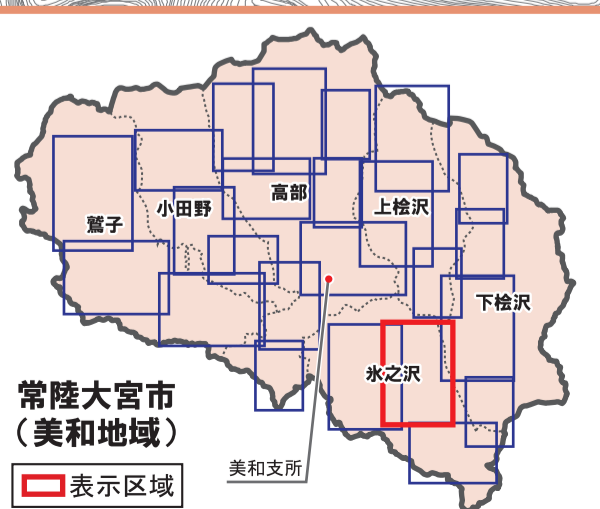 高部
上桧沢
小田野
鷲子
下桧沢
氷之沢
常陸大宮市
（美和地域）
美和支所
表示区域